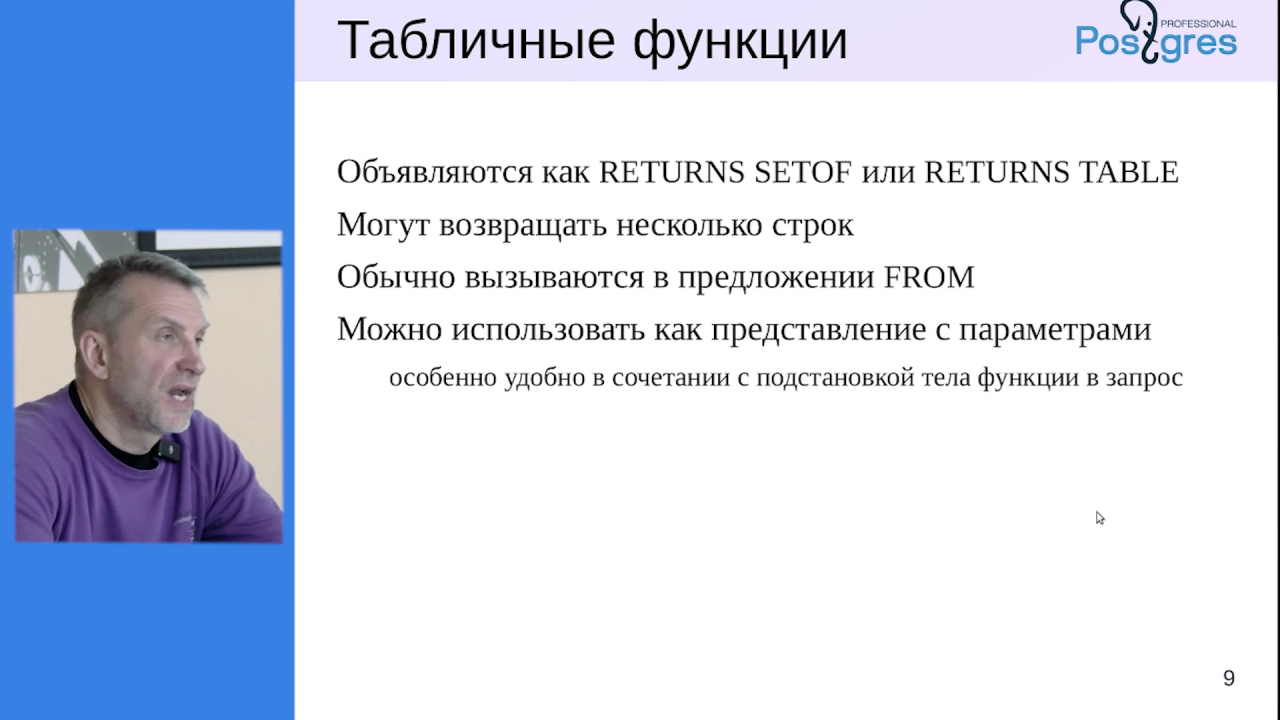 Табличные функции
PROFESSIONAL
Postgres
Объявляются как RETURNS SETOF или RETURNS TABLE
Могут возвращать несколько строк
Обычно вызываются в предложении FROM
Можно использовать как представление с параметрами
особенно удобно в сочетании с подстановкой тела функции в запрос
9